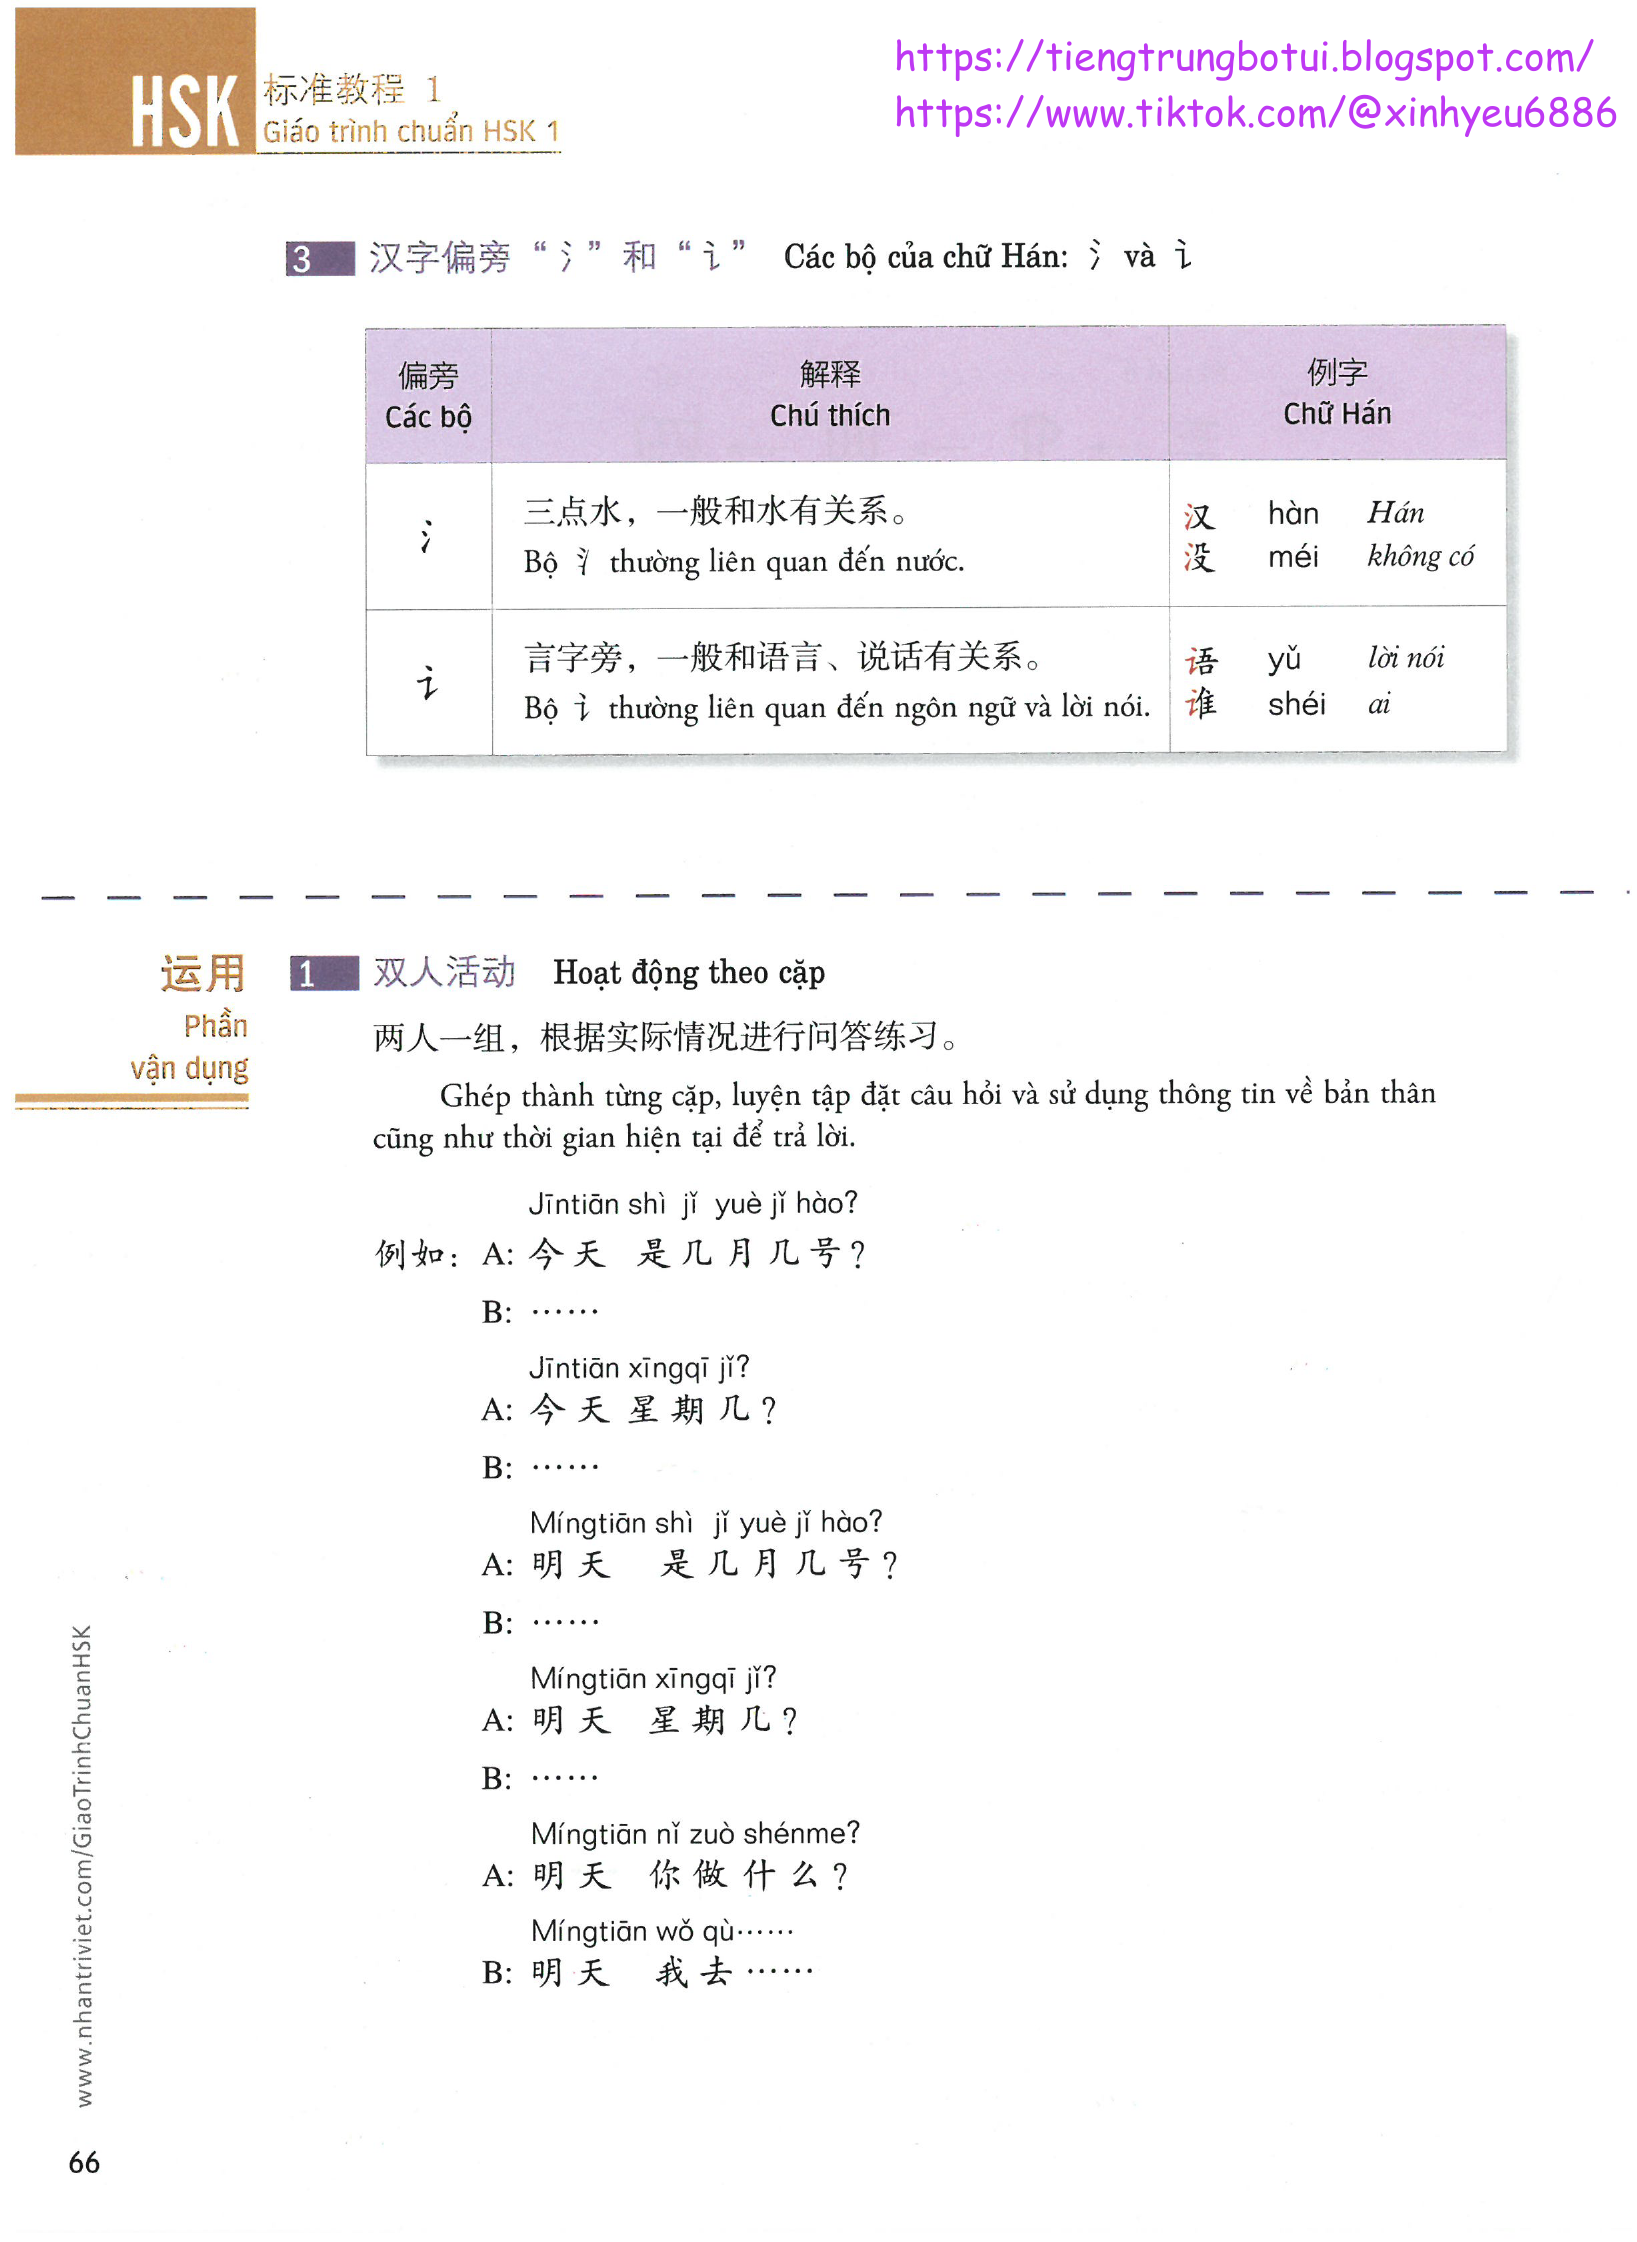 https://tiengtrungbotui.blogspot.com/
https://www.tiktok.com/@xinhyeu6886
HSK 标准教程 1
Giáo trình chuẩn HSK 1
3 汉字偏旁“氵”和“讠” Các bộ của chữ Hán: 氵 và 讠
偏旁 解释 例字
Các bộ Chú thích Chữ Hán
氵
三点水，一般和水有关系。
Bộ 氵 thường liên quan đến nước.
汉 hàn Hán
没 méi không có
讠
言字旁，一般和语言、说话有关系。
Bộ 讠 thường liên quan đến ngôn ngữ và lời nói.
语 yǔ lời nói
谁 shéi ai
运用
Phần
vận dụng
1 双人活动 Hoạt động theo cặp
两人一组，根据实际情况进行问答练习。
Ghép thành từng cặp, luyện tập đặt câu hỏi và sử dụng thông tin về bản thân
cũng như thời gian hiện tại để trả lời.
Jīntiān shì jǐ yuè jǐ hào?
例如：A: 今天 是几月几号？
B: ……
Jīntiān xīngqī jǐ?
A: 今天星期几？
B: ……
Míngtiān shì jǐ yuè jǐ hào?
A: 明天 是几月几号？
B: ……
Míngtiān xīngqī jǐ?
A: 明天 星期几？
B: ……
Míngtiān nǐ zuò shénme?
A: 明天 你做什么？
Míngtiān wǒ qù……
B: 明天 我去……
www.nhantriviet.com/GiaoTrinhChuanHSK
66